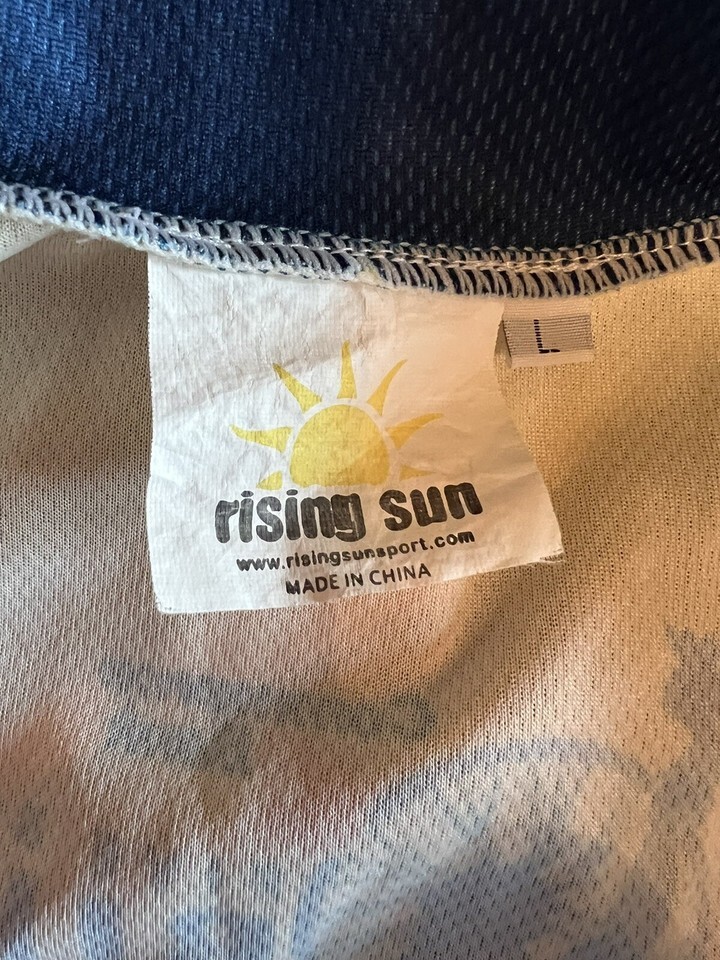 L
rising sun
www.risingsunsport.com
MADE IN CHINA